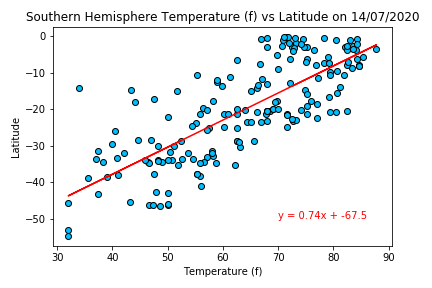 Southern Hemisphere Temperature (f) vs Latitude on 14/07/2020
0
−10
−20
−30
−40
−50
Latitude
y = 0.74x + -67.5
30 40 50 60 70 80 90
Temperature (f)